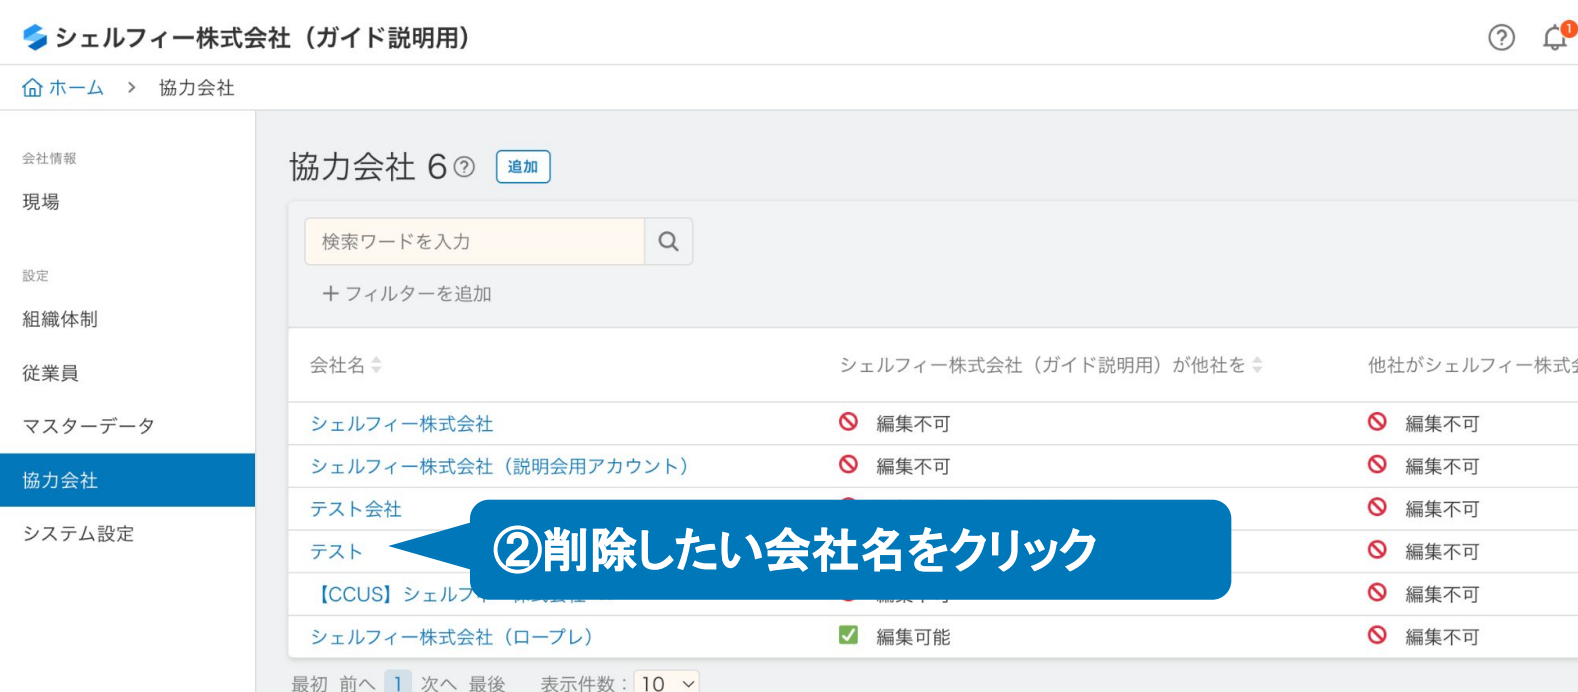 シェルフィー株式会社（ガイド説明用）
1
ホーム > 協力会社
会社情報
現場
設定
組織体制
従業員
マスターデータ
協力会社
システム設定
協力会社 6 追加
検索ワードを入力
＋フィルターを追加
会社名 シェルフィー株式会社（ガイド説明用）が他社を 他社がシェルフィー株式
シェルフィー株式会社 編集不可 編集不可
シェルフィー株式会社（説明会用アカウント） 編集不可 編集不可
テスト会社 編集不可
テスト 編集不可
②削除したい会社名をクリック
【CCUS】シェルフ 編集不可
シェルフィー株式会社（ロープレ） 編集可能 編集不可
最初 前へ 1 次へ 最後 表示件数： 10